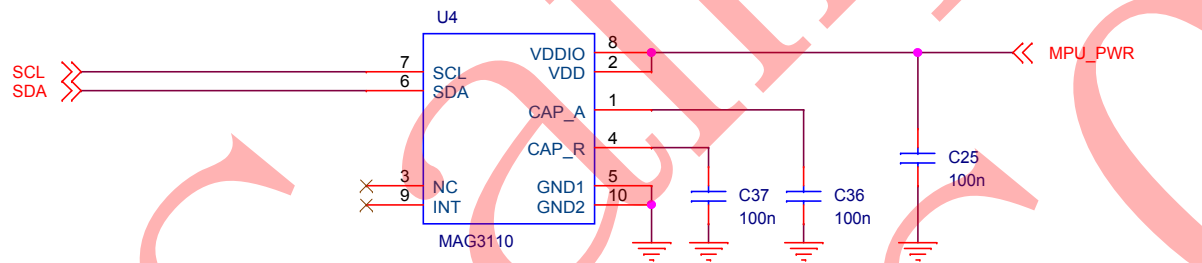 U4
VDDIO 8
VDD 2
SCL 7 SCL
SDA 6 SDA
MPU_PWR
CAP_A 1
CAP_R 4
3 NC
9 INT
GND1 5
GND2 10
C37
100n
C36
100n
C25
100n
MAG3110